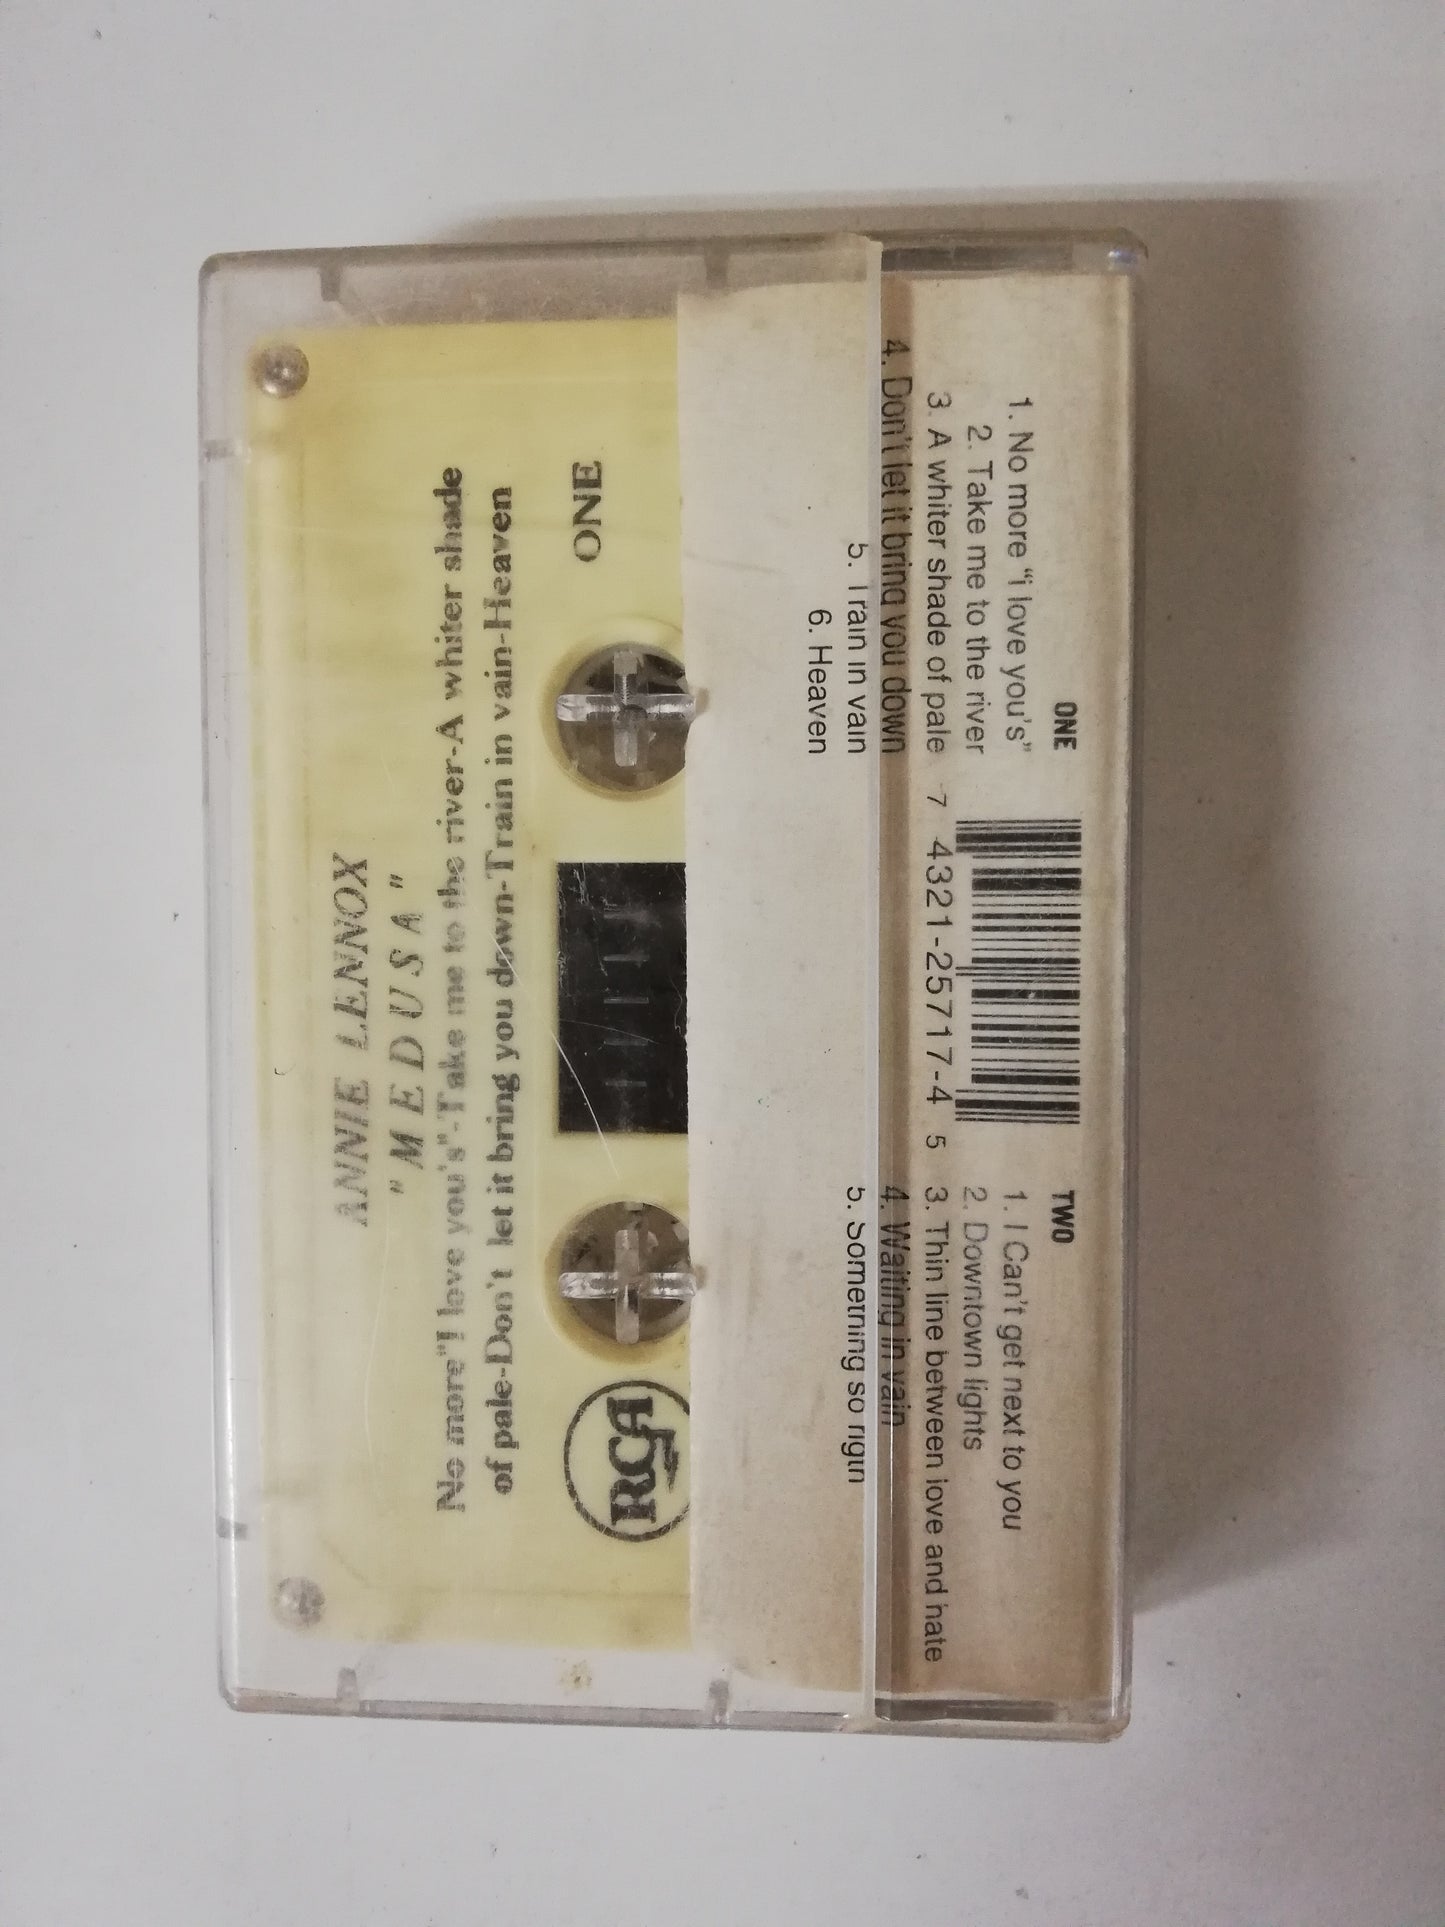 ONE
1. No more "i love you's"
2. Take me to the river
3. A whiter shade of pale
4. Don't let it bring you down
5. Train in vain
6. Heaven
7 4321-25717-4 5
TWO
1. I Can't get next to you
2. Downtown lights
3. Thin line between love and hate
4. Waiting in vain
5. Something so right
ANNIE LENNOX
"MEDUSA"
No more"I love you's"-Take me to the river-A whiter shade
of pale-Don't let it bring you down-Train in vain-Heaven
ONE
RCA